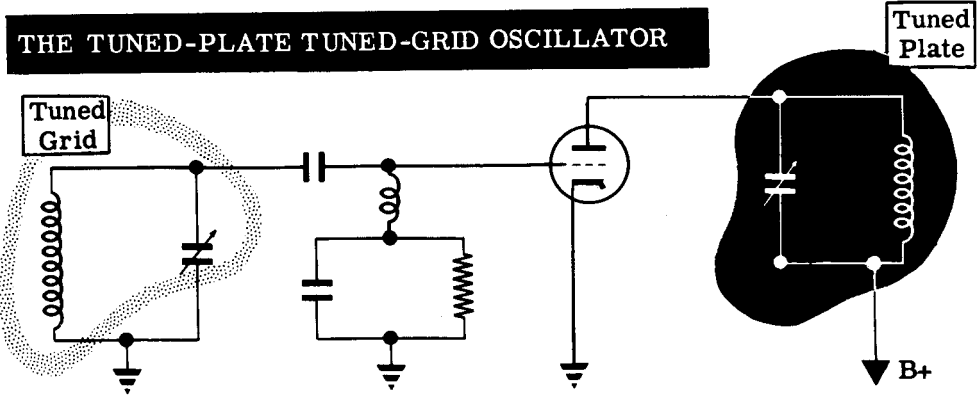 THE TUNED-PLATE TUNED-GRID OSCILLATOR
Tuned
Plate
Tuned
Grid
B+